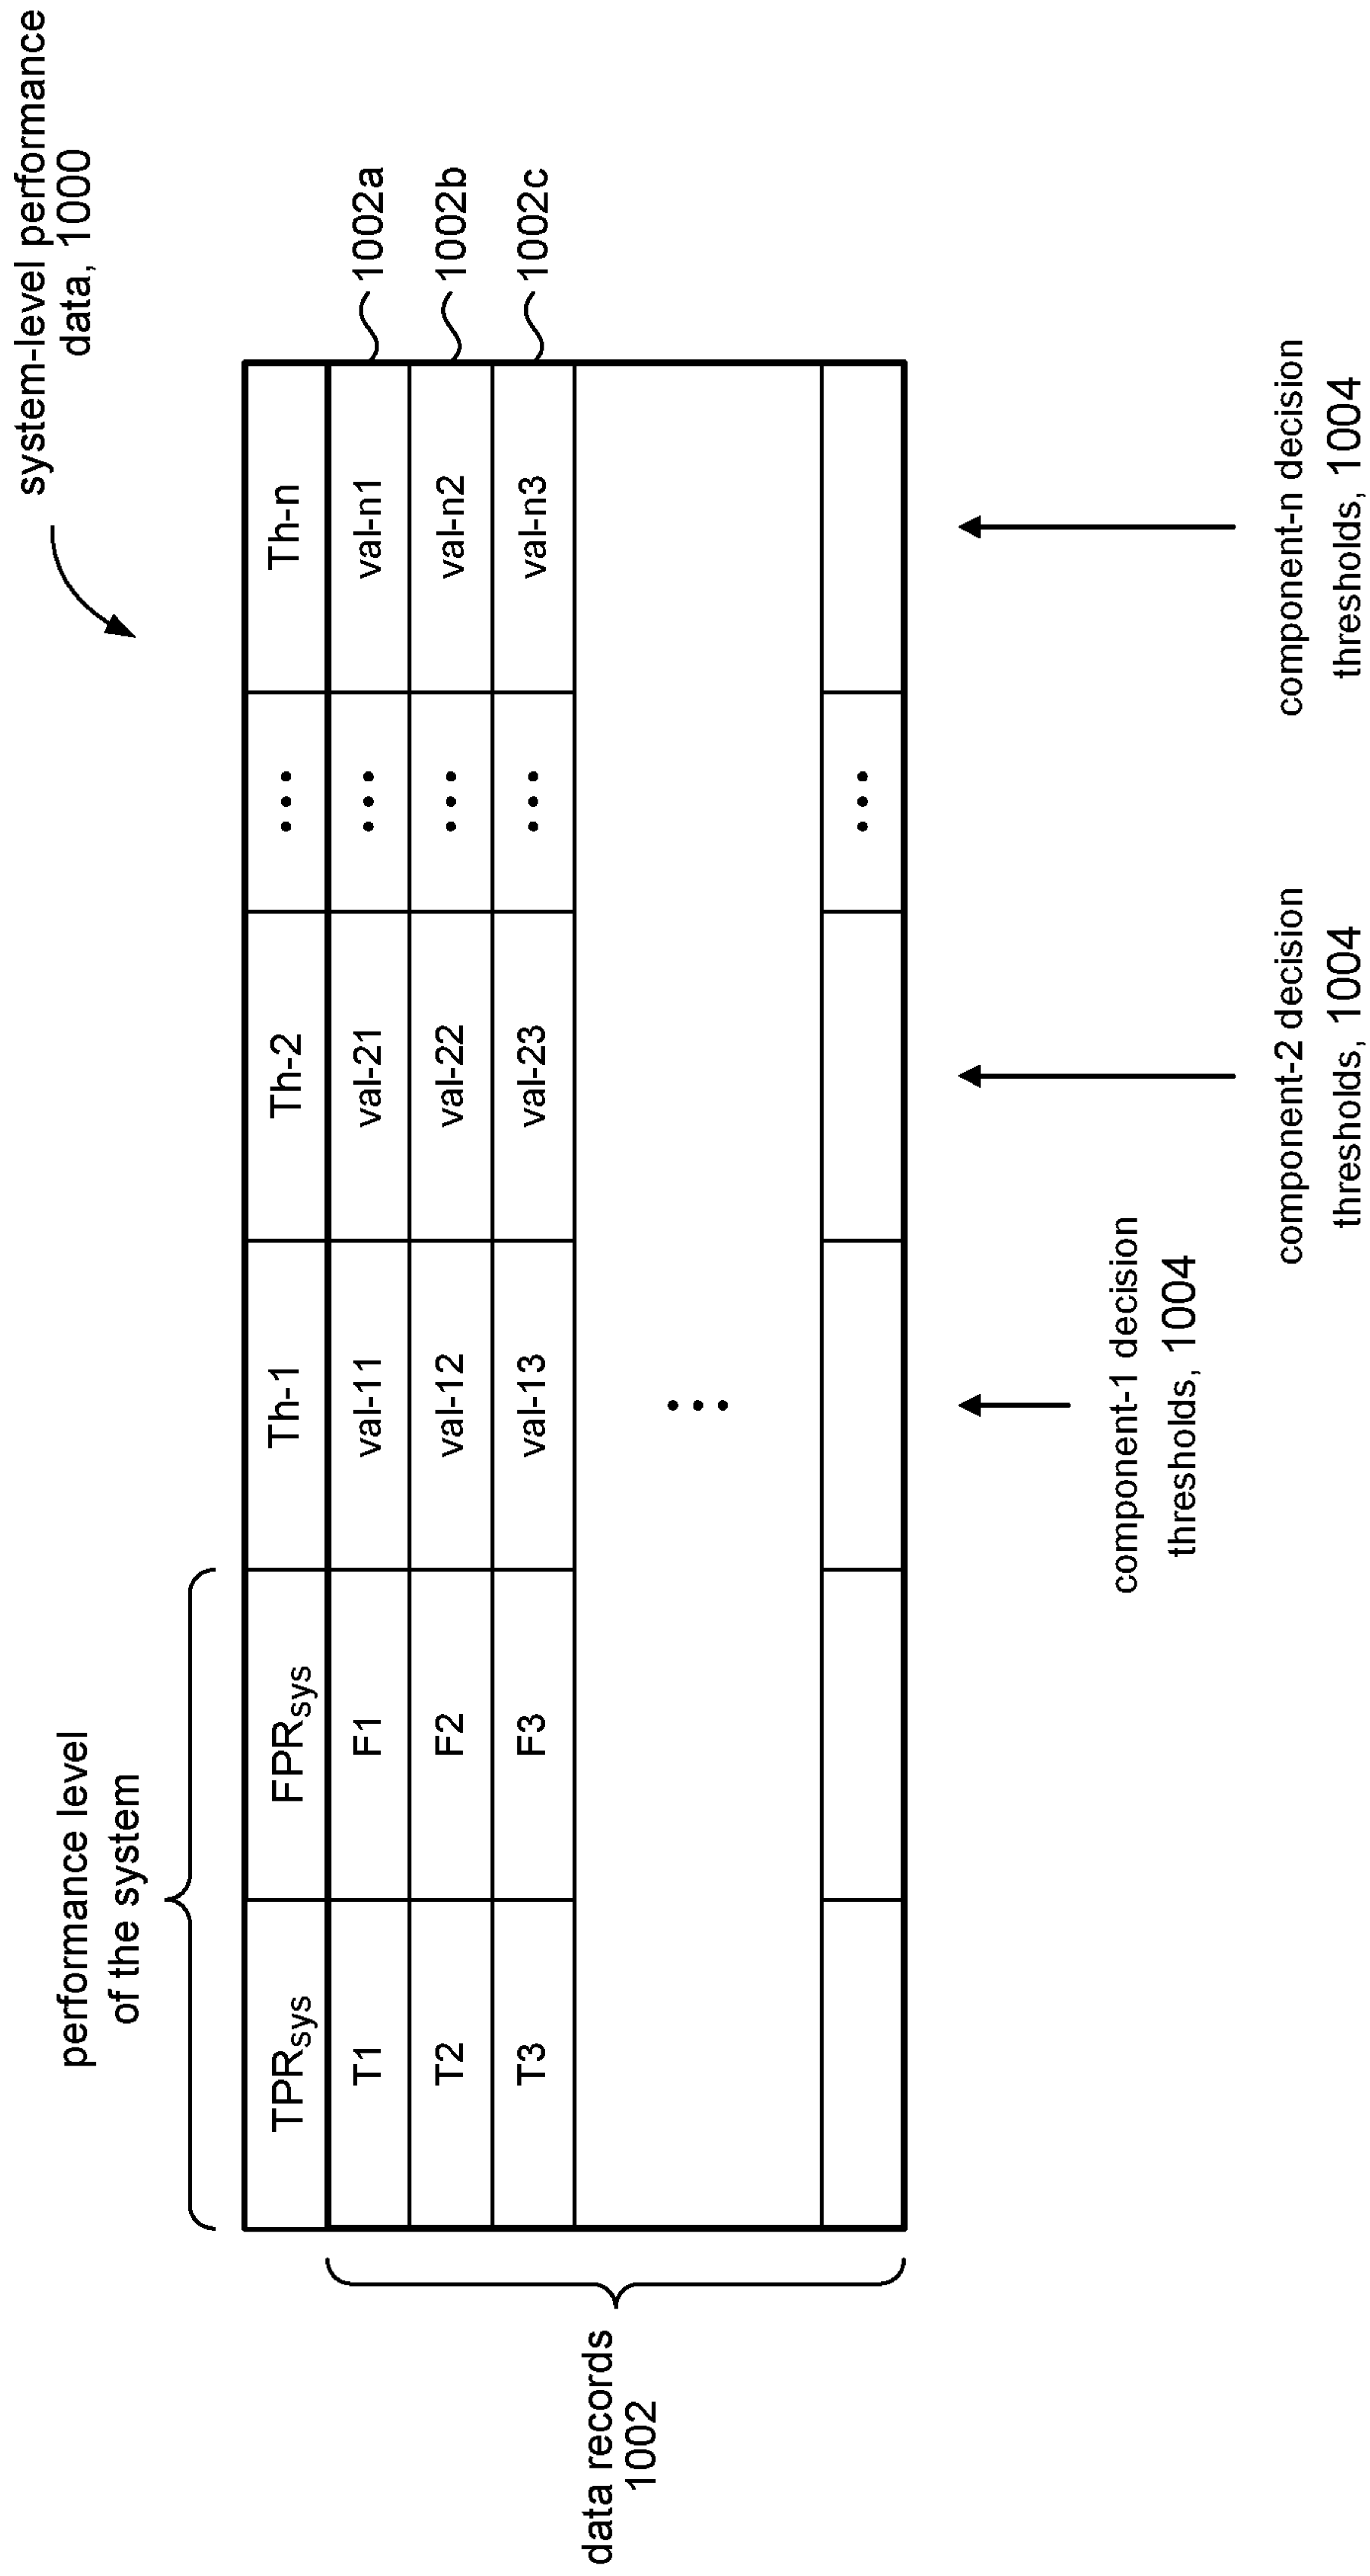 system-level performance
data, 1000
performance level
of the system
TPRsys FPRsys Th-1 Th-2 ... Th-n
T1 F1 val-11 val-21 ... val-n1 1002a
T2 F2 val-12 val-22 ... val-n2 1002b
T3 F3 val-13 val-23 ... val-n3 1002c
...
...
data records
1002
component-1 decision
thresholds, 1004
component-2 decision
thresholds, 1004
component-n decision
thresholds, 1004